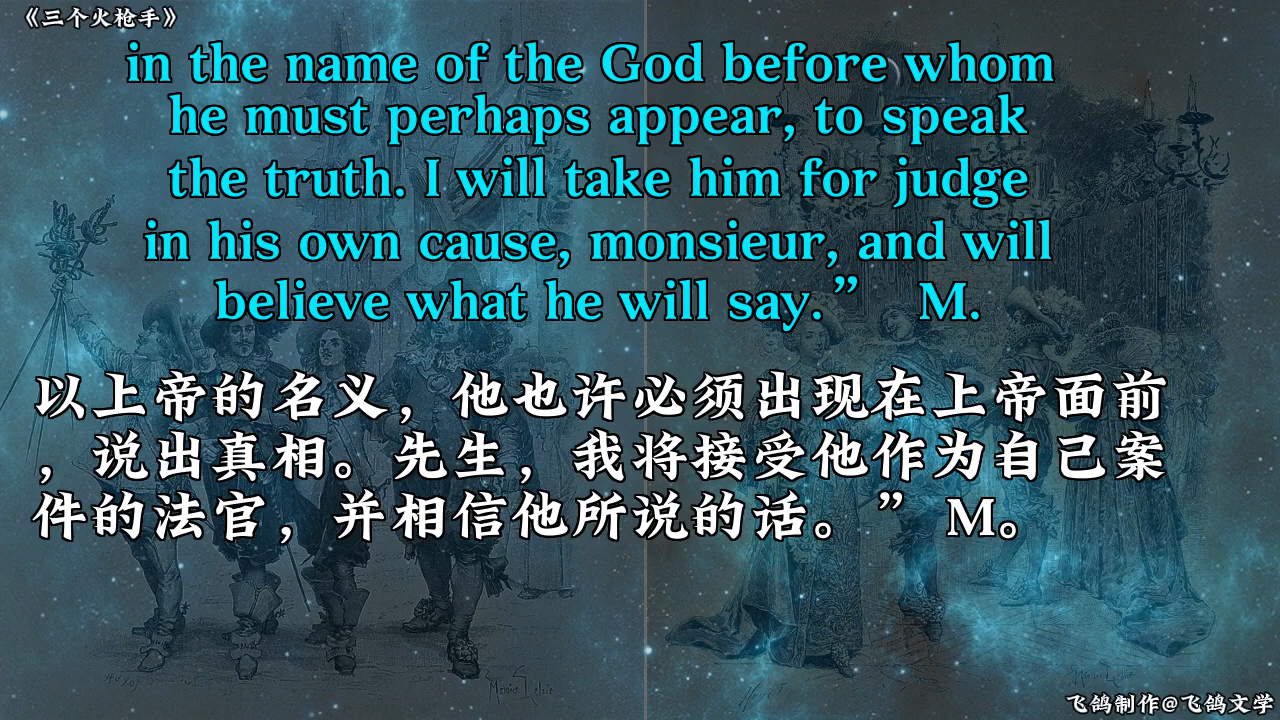 《三个火枪手》
in the name of the God before whom
he must perhaps appear, to speak
the truth. I will take him for judge
in his own cause, monsieur, and will
believe what he will say.” M.
以上帝的名义，他也许必须出现在上帝面前
，说出真相。先生，我将接受他作为自己案
件的法官，并相信他所说的话。” M。
飞鸽制作@飞鸽文学